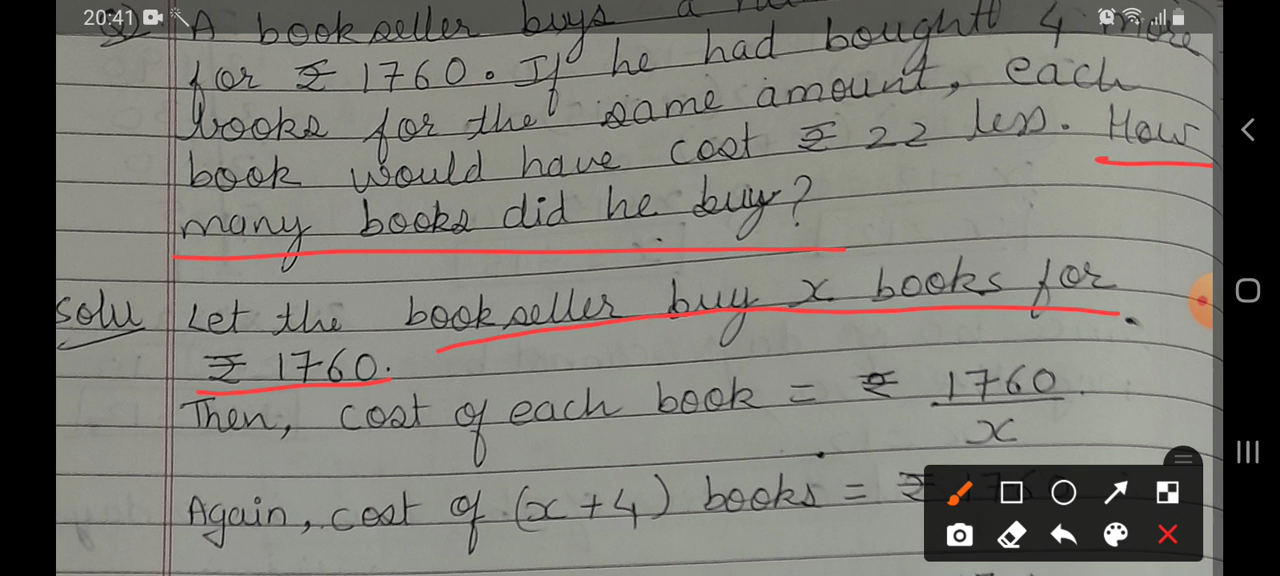 20:41
Q) A bookseller buys a
for ₹ 1760. If he had bought 4 more
books for the same amount, each
book would have cost ₹ 22 less. How
many books did he buy?
Solu Let the bookseller buy x books for
₹ 1760.
Then, cost of each book = ₹ 1760/x
Again, cost of (x+4) books = ₹